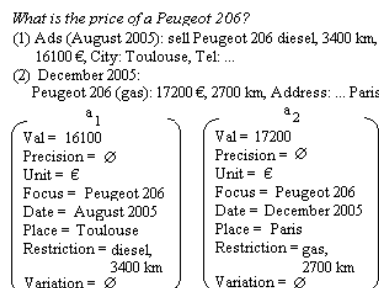 What is the price of a Peugeot 206?
(1) Ads (August 2005): sell Peugeot 206 diesel, 3400 km,
16100 €, City: Toulouse, Tel: ...
(2) December 2005:
Peugeot 206 (gas): 17200 €, 2700 km, Address: ... Paris
a1
Val = 16100
Precision = ∅
Unit = €
Focus = Peugeot 206
Date = August 2005
Place = Toulouse
Restriction = diesel,
3400 km
Variation = ∅
a2
Val = 17200
Precision = ∅
Unit = €
Focus = Peugeot 206
Date = December 2005
Place = Paris
Restriction = gas,
2700 km
Variation = ∅